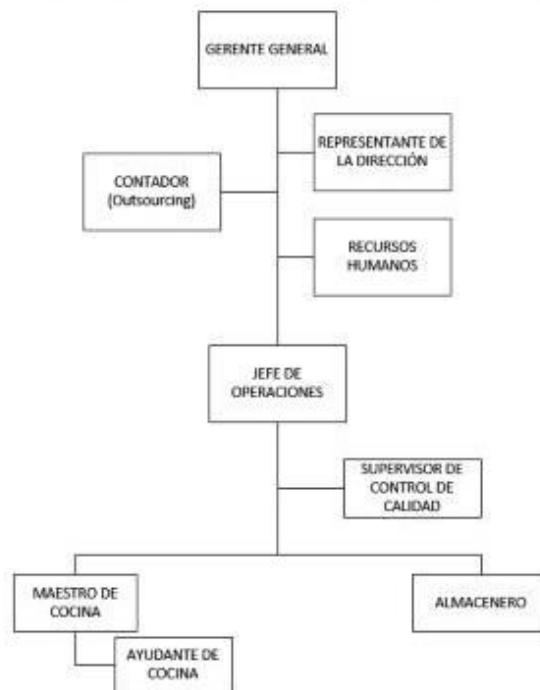 GERENTE GENERAL
REPRESENTANTE DE
LA DIRECCIÓN
CONTADOR
(Outsourcing)
RECURSOS
HUMANOS
JEFE DE
OPERACIONES
SUPERVISOR DE
CONTROL DE
CALIDAD
MAESTRO DE
COCINA
ALMACENERO
AYUDANTE DE
COCINA